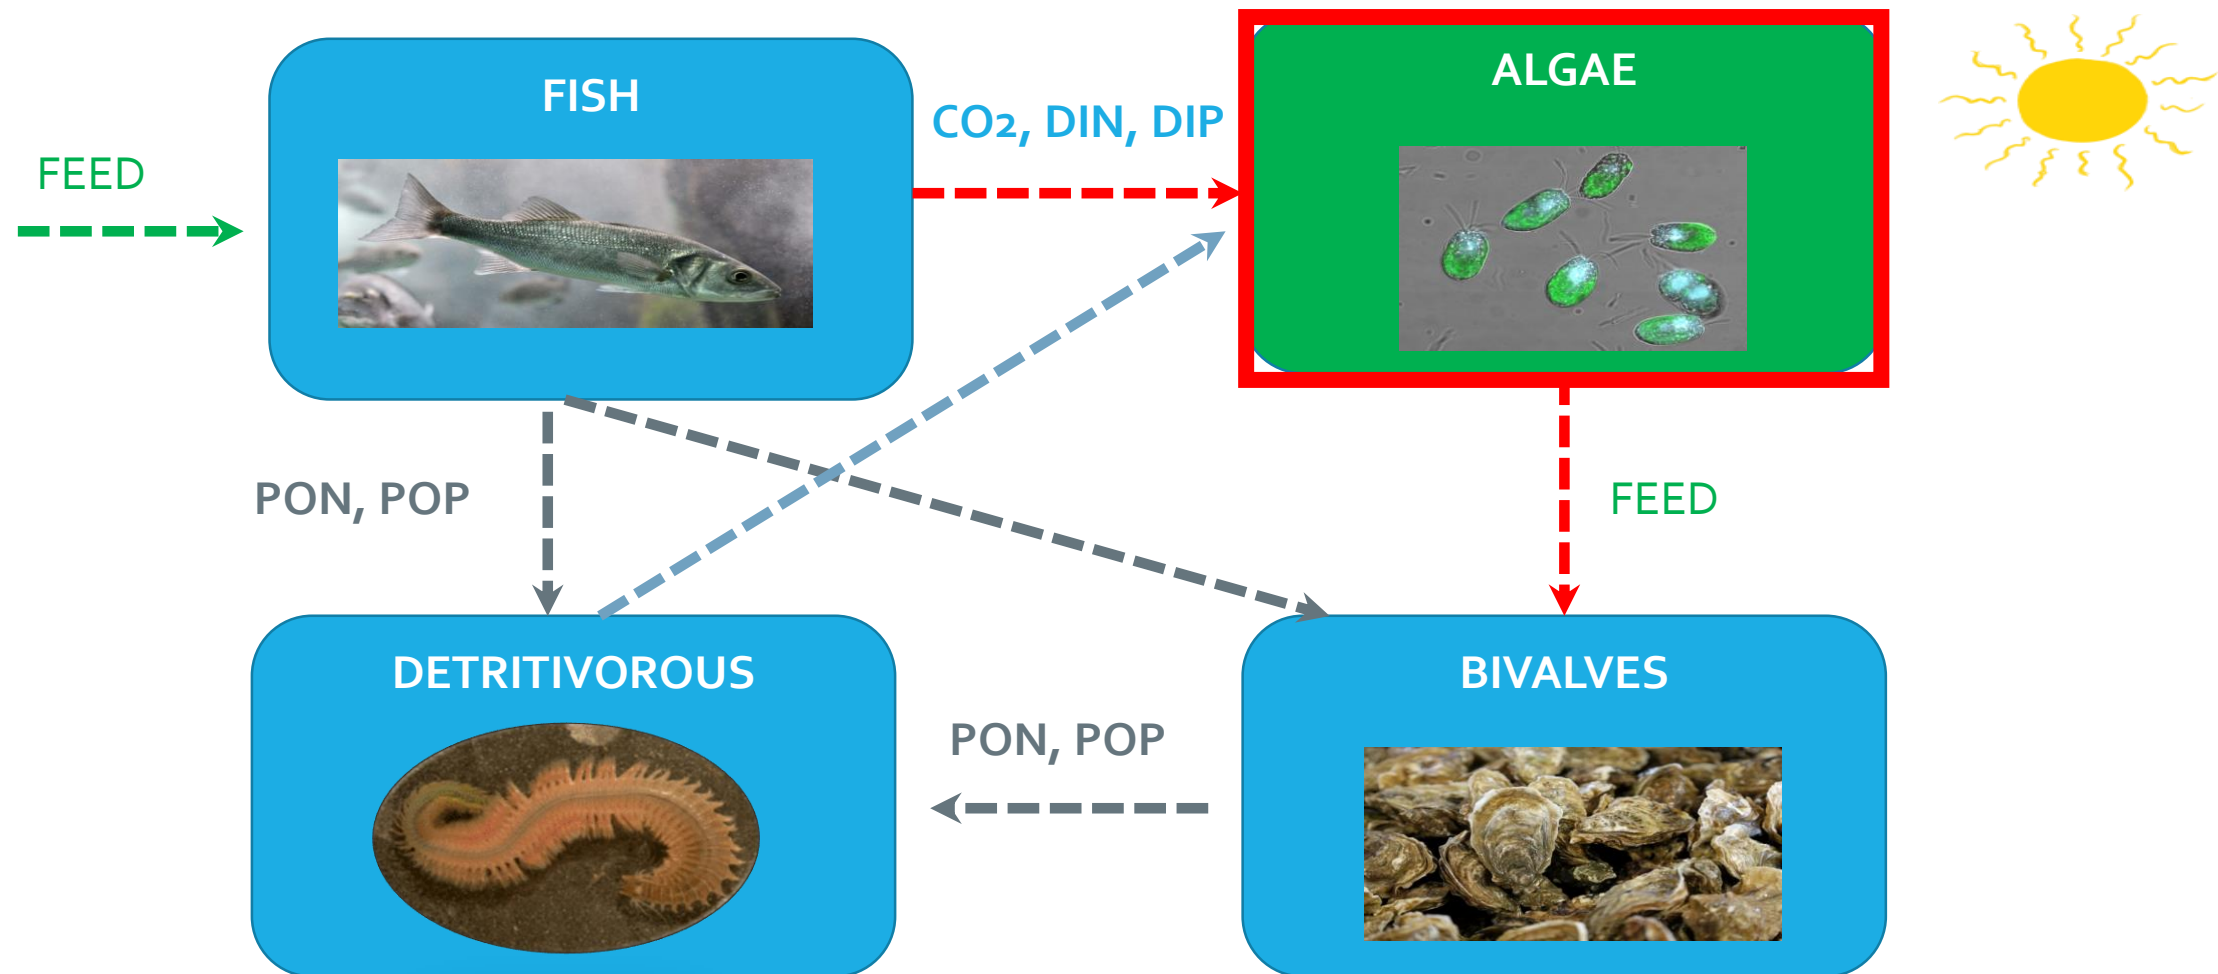 FISH
ALGAE
CO2, DIN, DIP
FEED
PON, POP
FEED
DETRITIVOROUS
BIVALVES
PON, POP